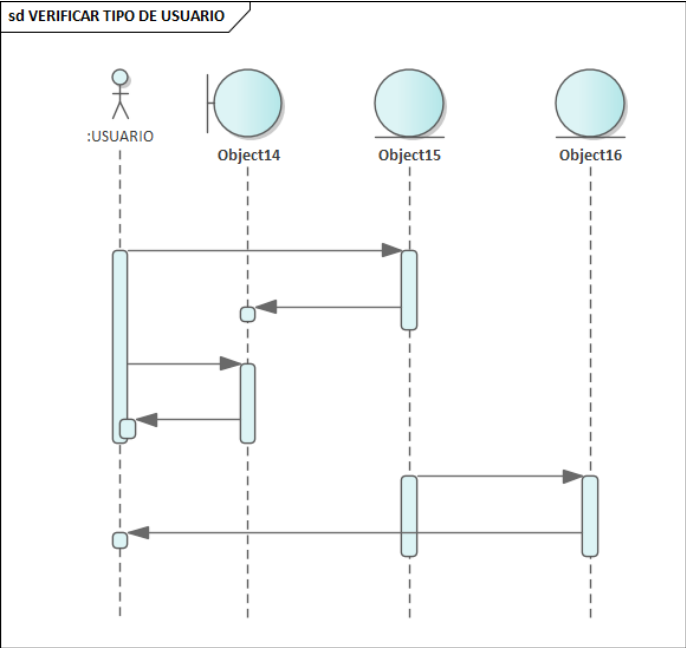 sd VERIFICAR TIPO DE USUARIO
:USUARIO
Object14
Object15
Object16